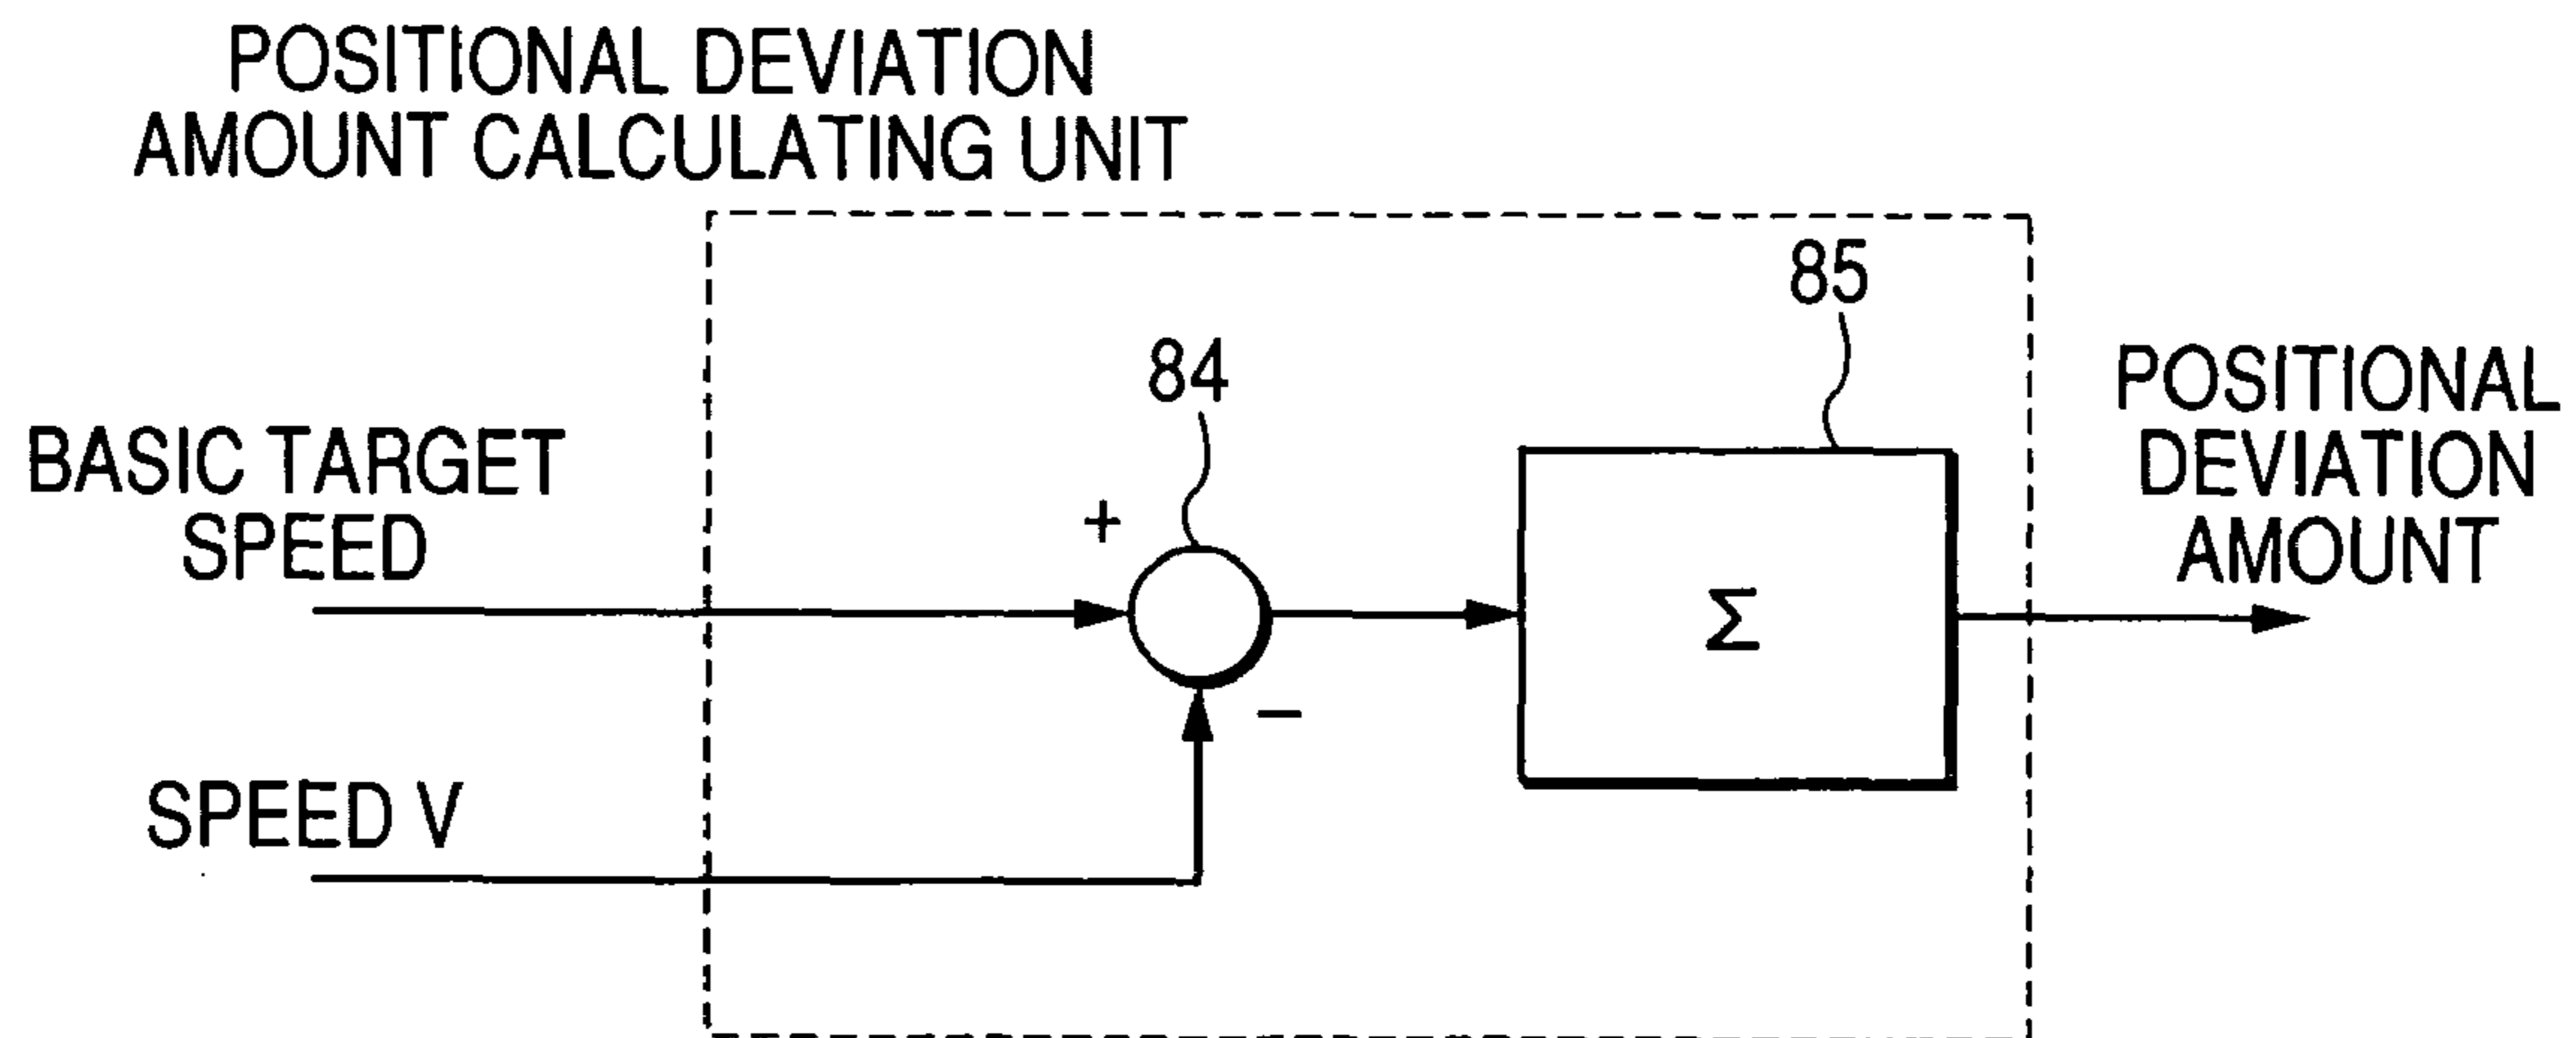 POSITIONAL DEVIATION
AMOUNT CALCULATING UNIT
85
84
POSITIONAL
DEVIATION
AMOUNT
BASIC TARGET
SPEED
+
Σ
−
SPEED V